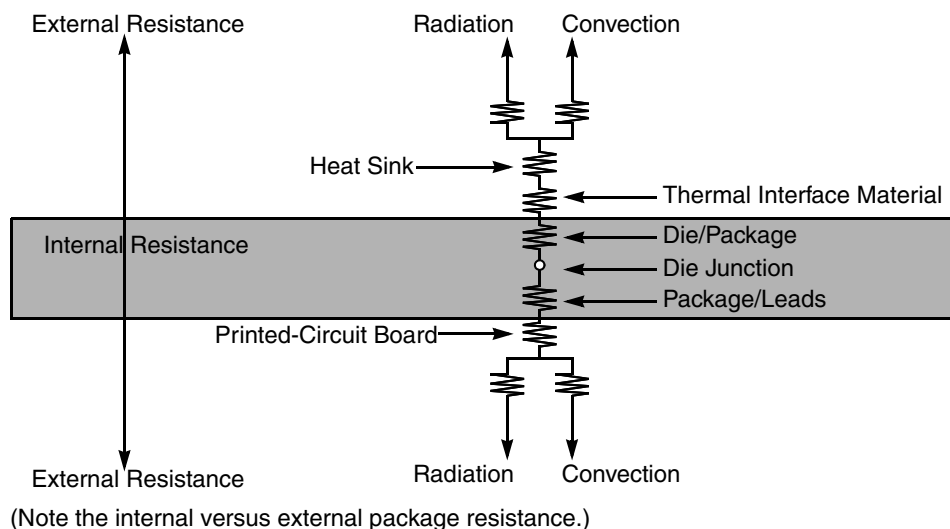 External Resistance
Radiation
Convection
Heat Sink
Thermal Interface Material
Internal Resistance
Die/Package
Die Junction
Package/Leads
Printed-Circuit Board
External Resistance
Radiation
Convection
(Note the internal versus external package resistance.)